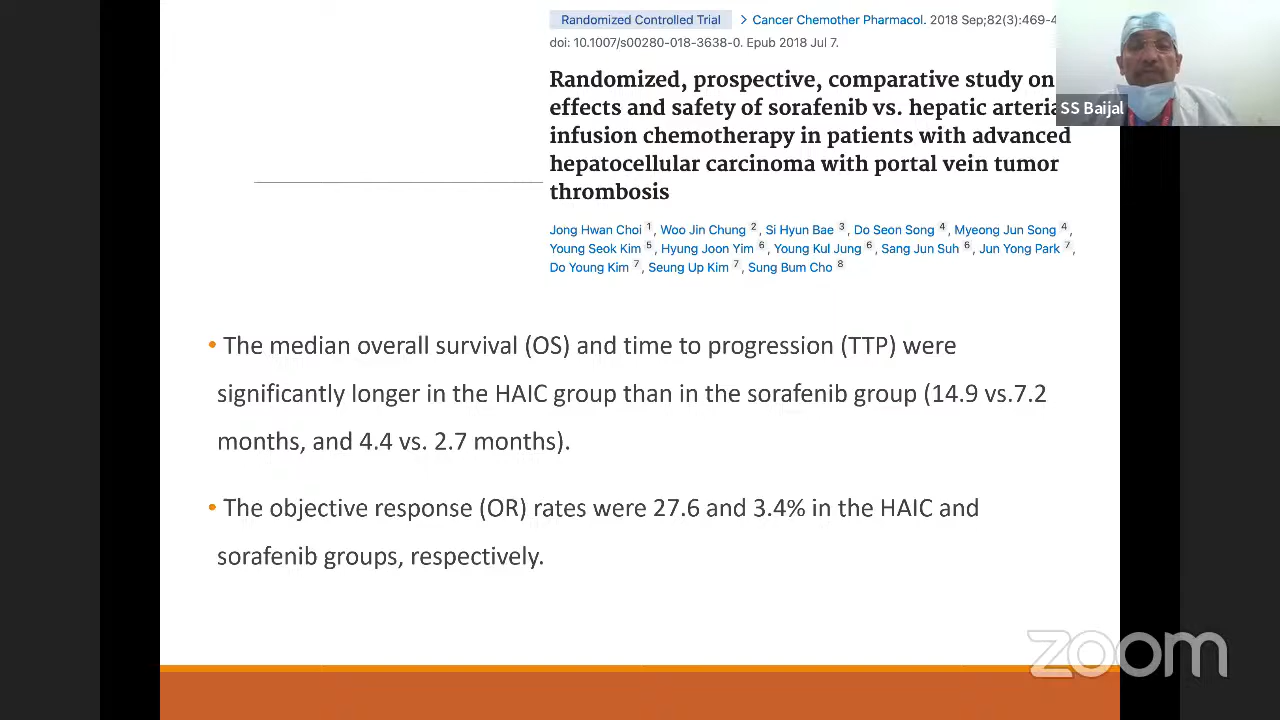 Randomized Controlled Trial > Cancer Chemother Pharmacol. 2018 Sep;82(3):469-4
doi: 10.1007/s00280-018-3638-0. Epub 2018 Jul 7.
Randomized, prospective, comparative study on
effects and safety of sorafenib vs. hepatic arteria
infusion chemotherapy in patients with advanced
hepatocellular carcinoma with portal vein tumor
thrombosis
Jong Hwan Choi 1, Woo Jin Chung 2, Si Hyun Bae 3, Do Seon Song 4, Myeong Jun Song 4,
Young Seok Kim 5, Hyung Joon Yim 6, Young Kul Jung 6, Sang Jun Suh 6, Jun Yong Park 7,
Do Young Kim 7, Seung Up Kim 7, Sung Bum Cho 8
SS Baijal
• The median overall survival (OS) and time to progression (TTP) were
significantly longer in the HAIC group than in the sorafenib group (14.9 vs.7.2
months, and 4.4 vs. 2.7 months).
• The objective response (OR) rates were 27.6 and 3.4% in the HAIC and
sorafenib groups, respectively.
zoom